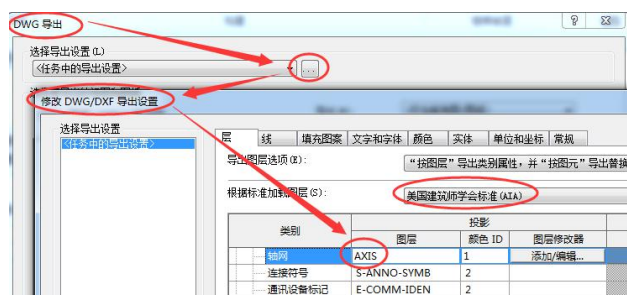 DWG 导出
选择导出设置(L)
<任务中的导出设置>
...
修改 DWG/DXF 导出设置
选择导出设置
<任务中的导出设置>
层 线 填充图案 文字和字体 颜色 实体 单位和坐标 常规
导出图层选项(E):
“按图层”导出类别属性，并“按图元”导出替换
根据标准加载图层(S):
美国建筑师学会标准(AIA)
类别 投影
图层 颜色 ID 图层修改器
轴网 AXIS 1 添加/编辑...
连接符号 S-ANNO-SYMB 2
通讯设备标记 E-COMM-IDEN 2